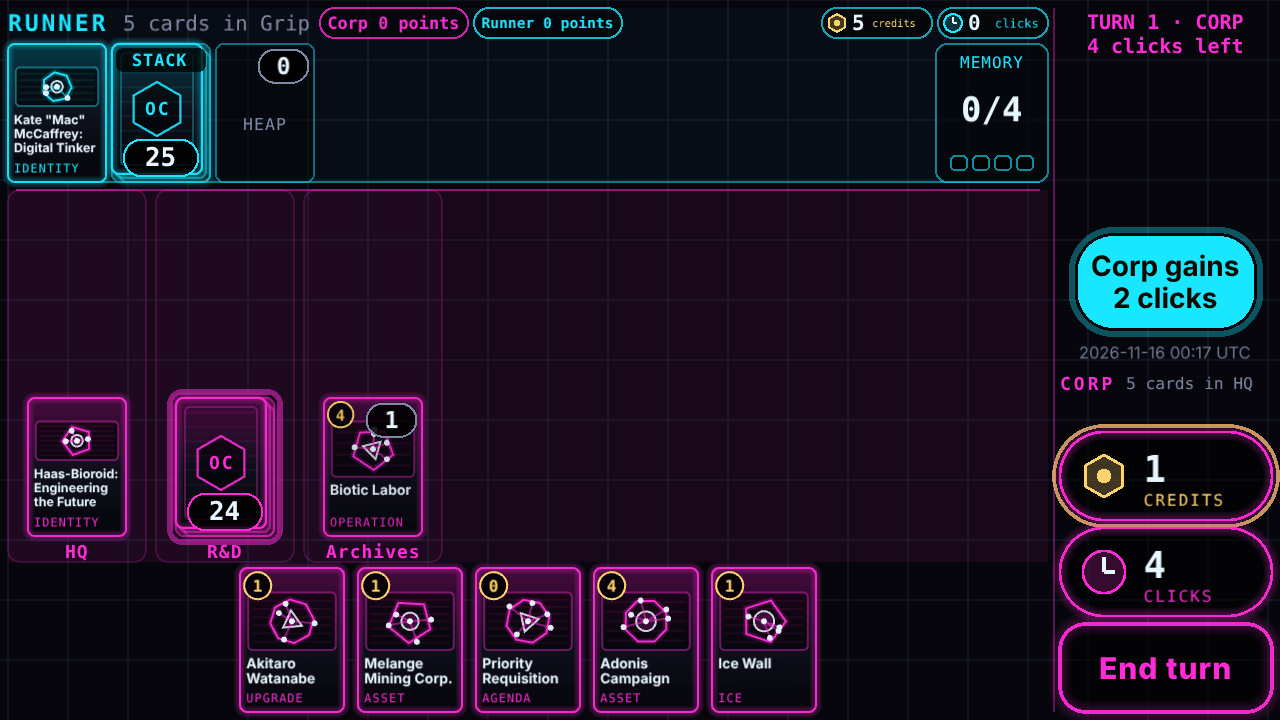 RUNNER 5 cards in Grip Corp 0 points Runner 0 points 5 credits 0 clicks
TURN 1 · CORP
4 clicks left
Kate "Mac"
McCaffrey:
Digital Tinker
IDENTITY
STACK
OC
25
0
HEAP
MEMORY
0/4
Corp gains
2 clicks
2026-11-16 00:17 UTC
CORP 5 cards in HQ
Haas-Bioroid:
Engineering
the Future
IDENTITY
HQ
OC
24
R&D
4
1
Biotic Labor
OPERATION
Archives
1
CREDITS
4
CLICKS
End turn
1
Akitaro
Watanabe
UPGRADE
1
Melange
Mining Corp.
ASSET
0
Priority
Requisition
AGENDA
4
Adonis
Campaign
ASSET
1
Ice Wall
ICE